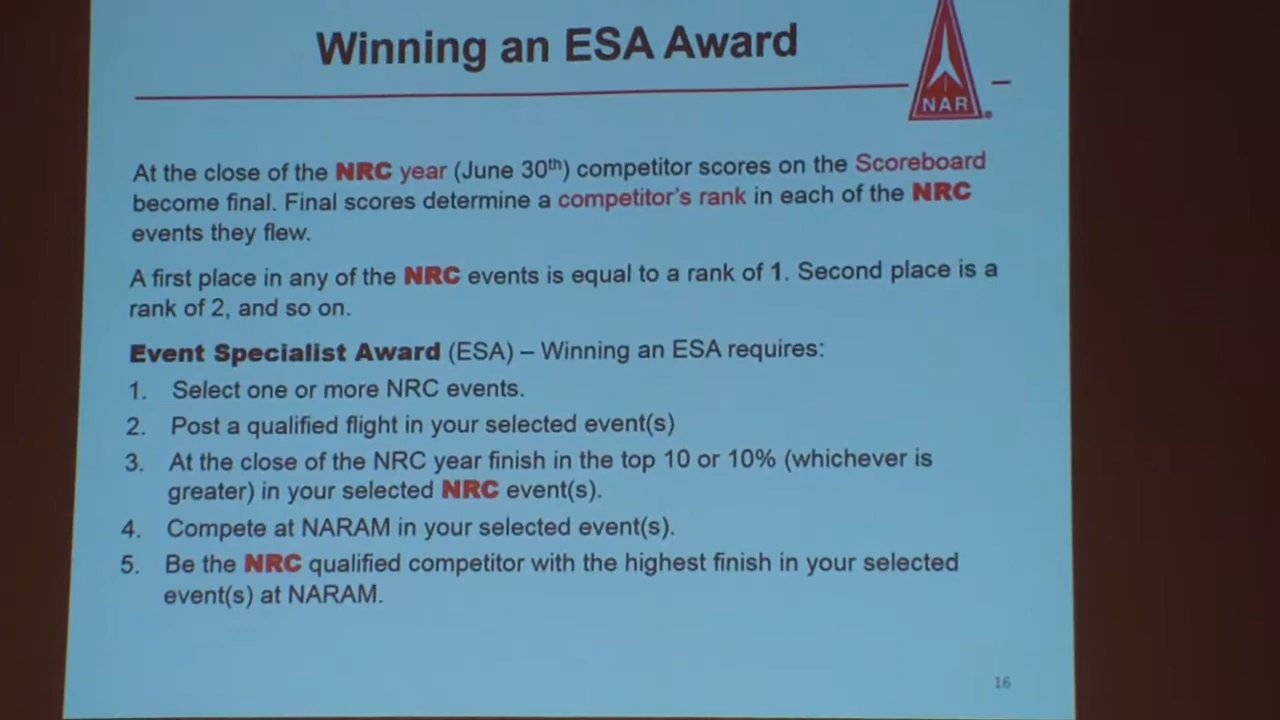 Winning an ESA Award
NAR
At the close of the NRC year (June 30th) competitor scores on the Scoreboard
become final. Final scores determine a competitor's rank in each of the NRC
events they flew.
A first place in any of the NRC events is equal to a rank of 1. Second place is a
rank of 2, and so on.
Event Specialist Award (ESA) – Winning an ESA requires:
1. Select one or more NRC events.
2. Post a qualified flight in your selected event(s)
3. At the close of the NRC year finish in the top 10 or 10% (whichever is
greater) in your selected NRC event(s).
4. Compete at NARAM in your selected event(s).
5. Be the NRC qualified competitor with the highest finish in your selected
event(s) at NARAM.
16